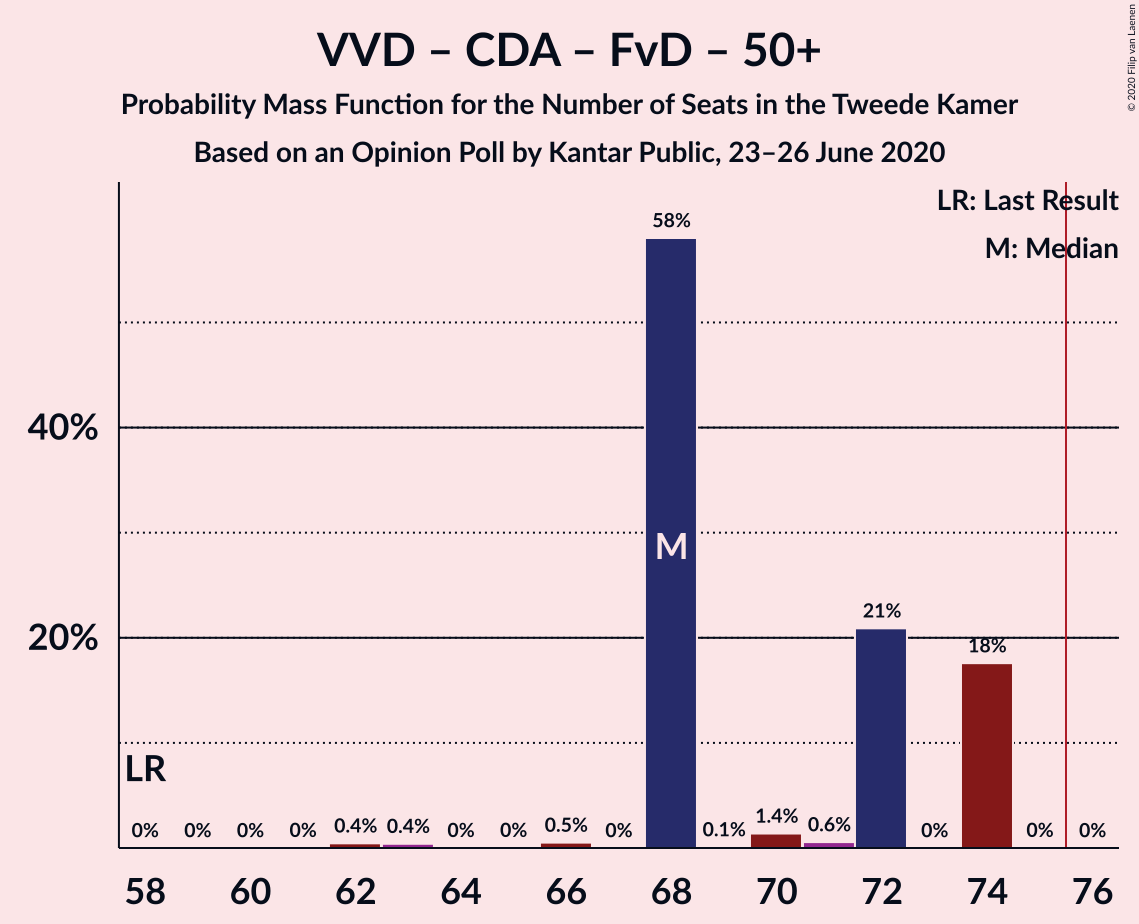 VVD – CDA – FvD – 50+
Probability Mass Function for the Number of Seats in the Tweede Kamer
Based on an Opinion Poll by Kantar Public, 23–26 June 2020
© 2020 Filip van Laenen
LR: Last Result
M: Median
58%
40%
M
21%
20%
18%
LR
0% 0% 0% 0% 0.4% 0.4% 0% 0% 0.5% 0% 0.1% 1.4% 0.6% 0% 0% 0%
58 60 62 64 66 68 70 72 74 76